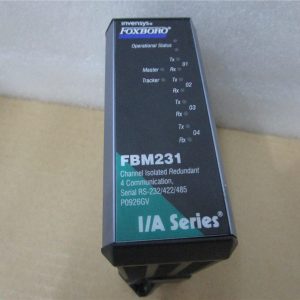 invensys
FOXBORO
Operational Status
Tx
01
Master
Rx
Tracker
Tx
02
Rx
Tx
03
Rx
Tx
04
Rx
FBM231
Channel Isolated Redundant
4 Communication,
Serial RS-232/422/485
P0926GV
I/A Series®